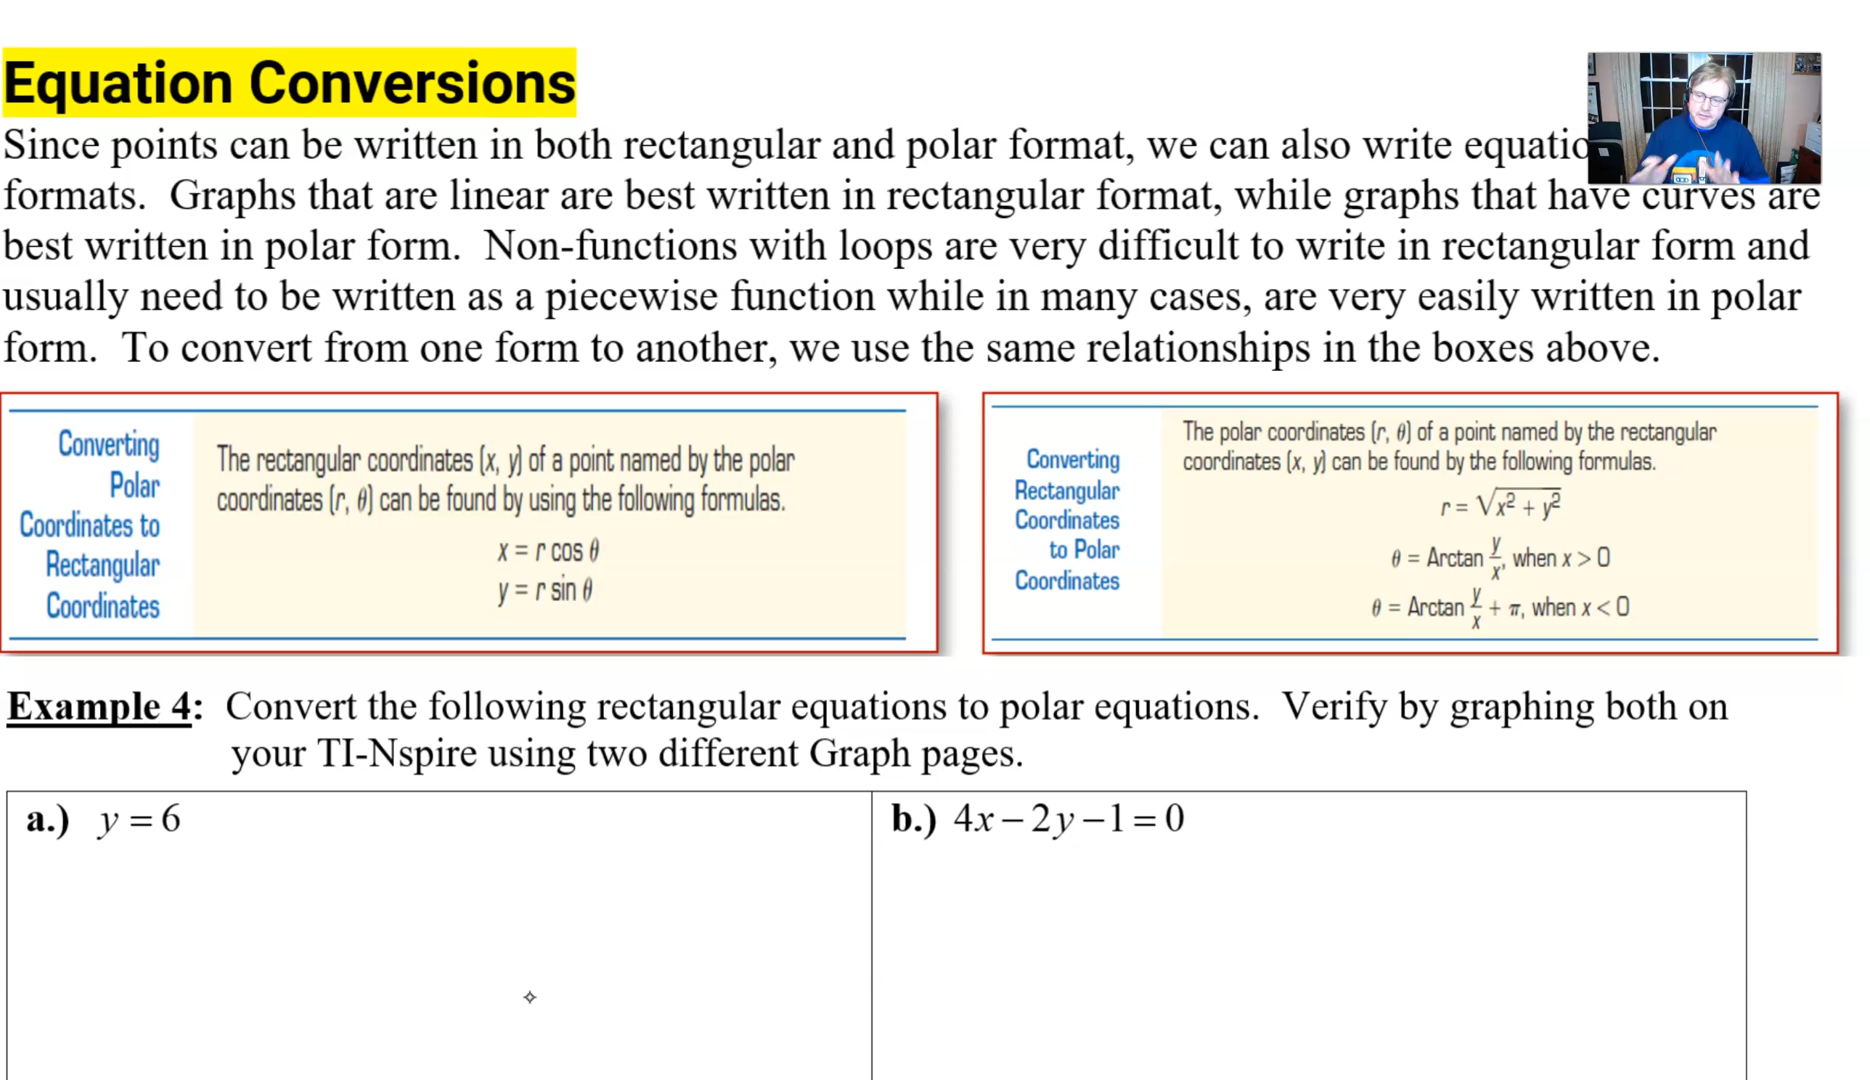 Equation Conversions
Since points can be written in both rectangular and polar format, we can also write equatio
formats. Graphs that are linear are best written in rectangular format, while graphs that have curves are
best written in polar form. Non-functions with loops are very difficult to write in rectangular form and
usually need to be written as a piecewise function while in many cases, are very easily written in polar
form. To convert from one form to another, we use the same relationships in the boxes above.
Converting
Polar
Coordinates to
Rectangular
Coordinates
The rectangular coordinates (x, y) of a point named by the polar
coordinates (r, θ) can be found by using the following formulas.
x = r cos θ
y = r sin θ
Converting
Rectangular
Coordinates
to Polar
Coordinates
The polar coordinates (r, θ) of a point named by the rectangular
coordinates (x, y) can be found by the following formulas.
r = √x² + y²
θ = Arctan y/x, when x > 0
θ = Arctan y/x + π, when x < 0
Example 4: Convert the following rectangular equations to polar equations. Verify by graphing both on
your TI-Nspire using two different Graph pages.
a.) y = 6
b.) 4x – 2y – 1 = 0